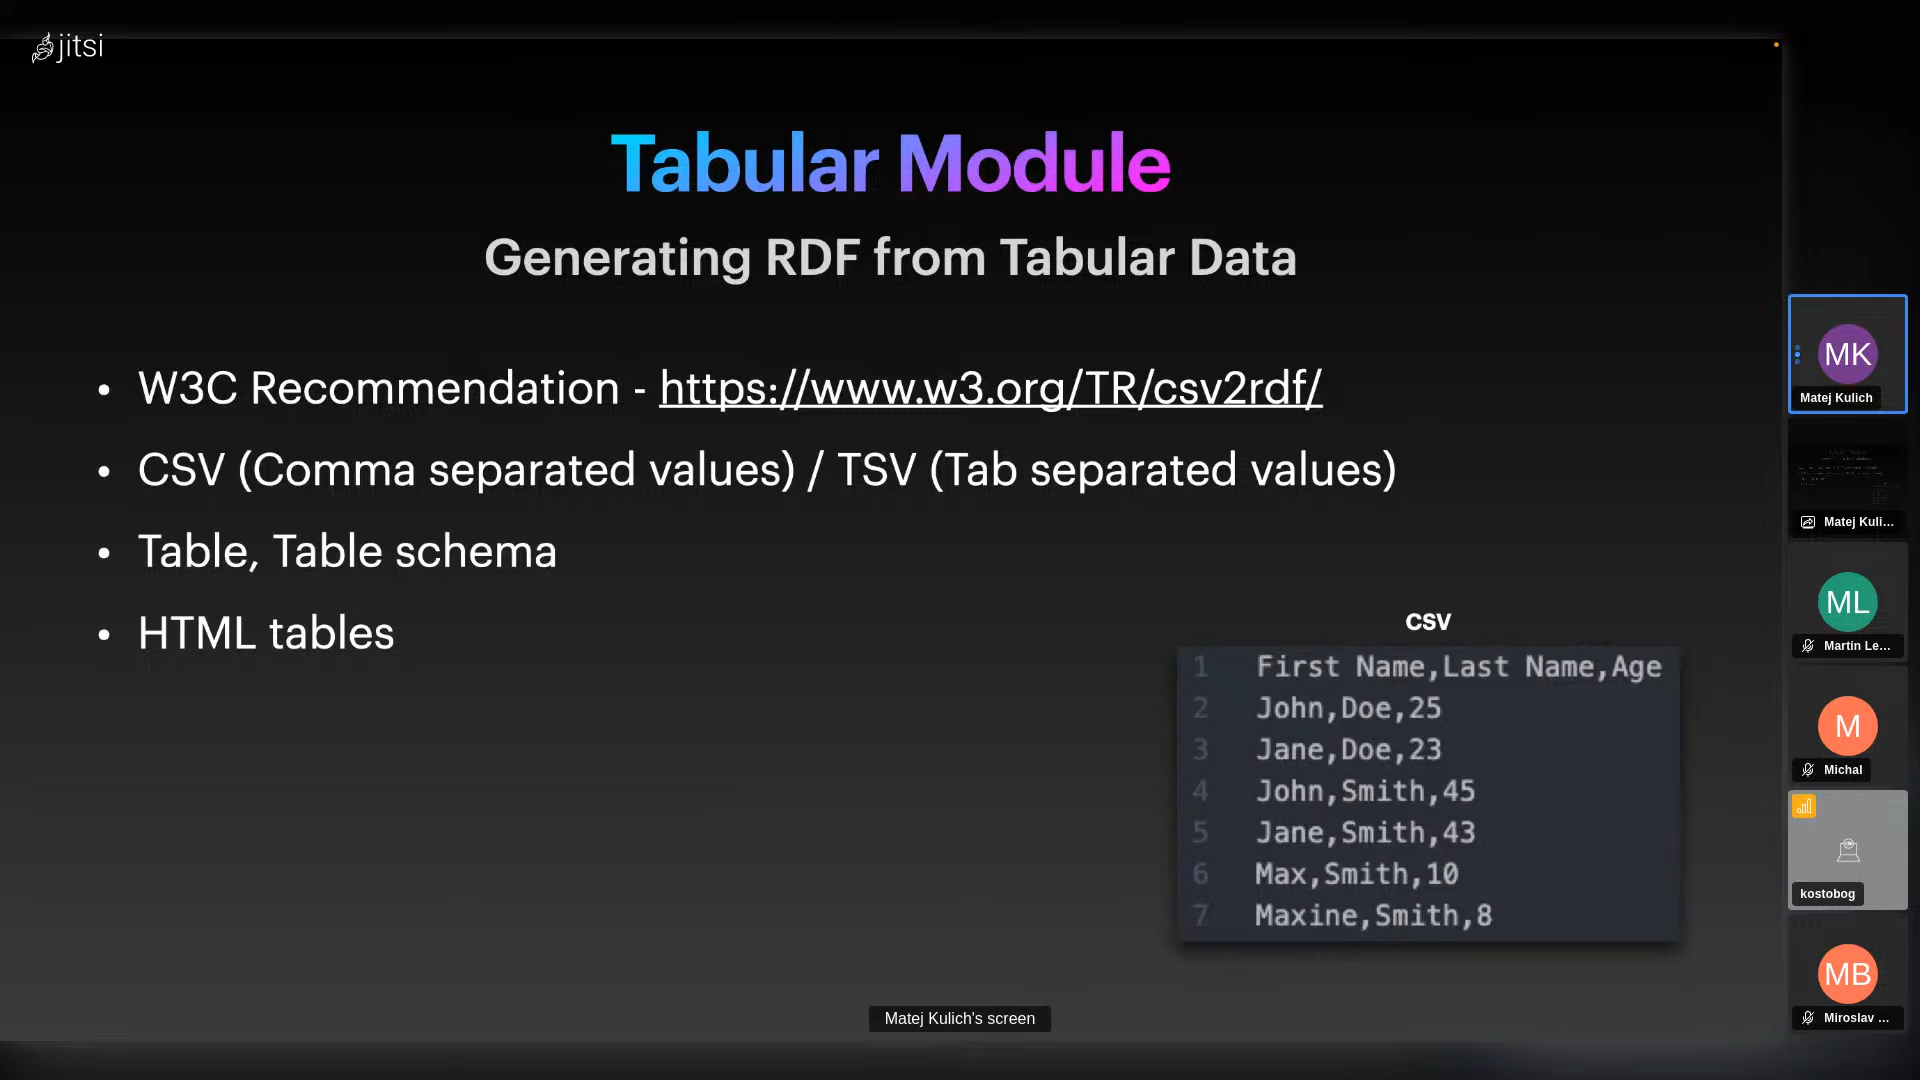 jitsi
Tabular Module
Generating RDF from Tabular Data
• W3C Recommendation - https://www.w3.org/TR/csv2rdf/
• CSV (Comma separated values) / TSV (Tab separated values)
• Table, Table schema
• HTML tables
CSV
1 First Name,Last Name,Age
2 John,Doe,25
3 Jane,Doe,23
4 John,Smith,45
5 Jane,Smith,43
6 Max,Smith,10
7 Maxine,Smith,8
Matej Kulich's screen
MK
Matej Kulich
Matej Kuli...
ML
Martin Le...
M
Michal
kostobog
MB
Miroslav ...